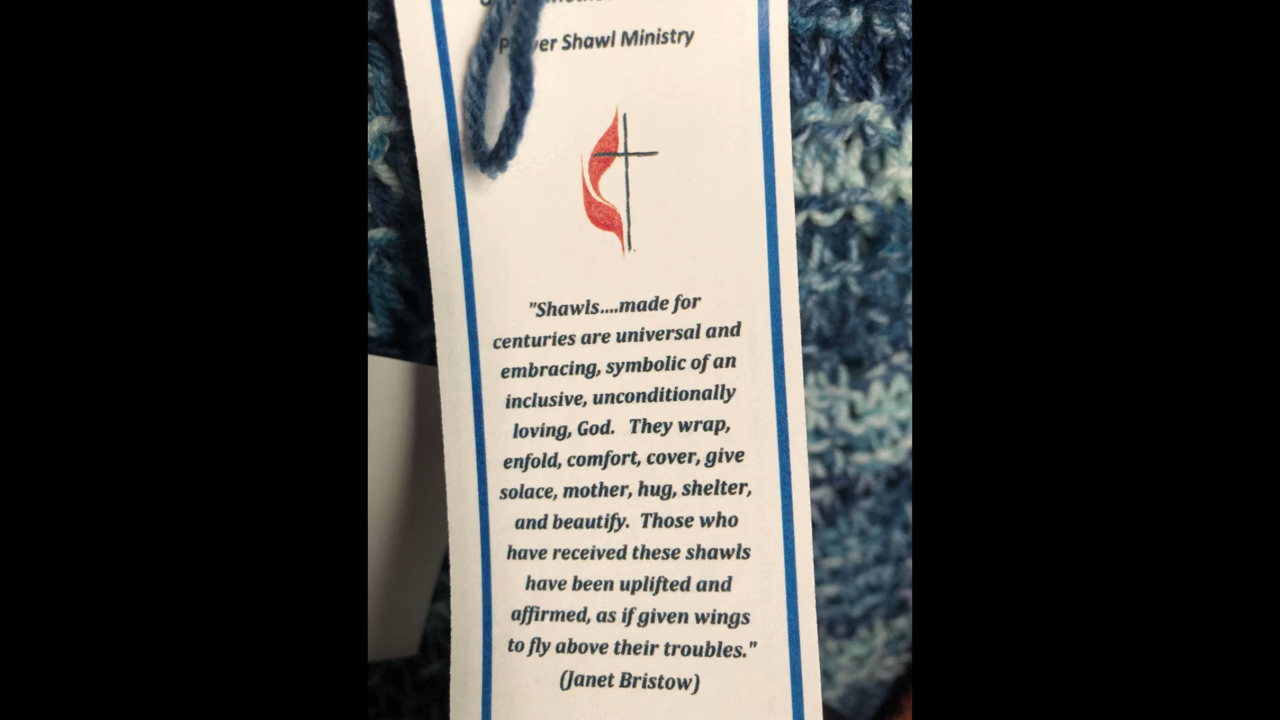 Shawl Ministry
"Shawls....made for
centuries are universal and
embracing, symbolic of an
inclusive, unconditionally
loving, God. They wrap,
enfold, comfort, cover, give
solace, mother, hug, shelter,
and beautify. Those who
have received these shawls
have been uplifted and
affirmed, as if given wings
to fly above their troubles."
(Janet Bristow)